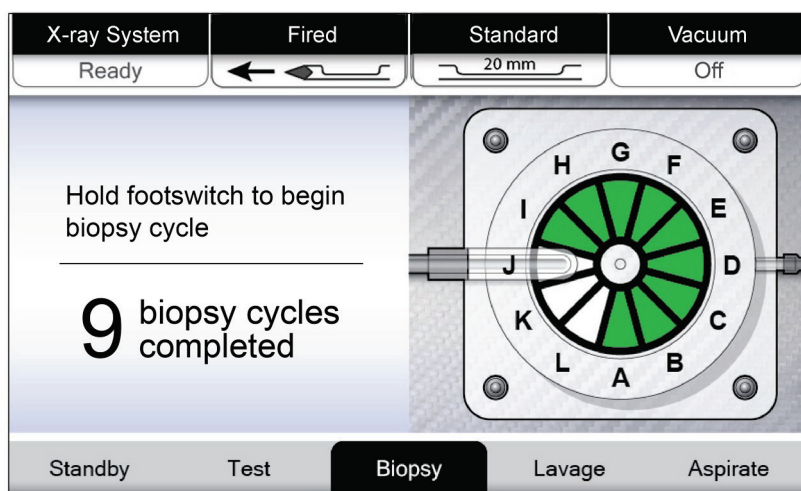 X-ray System
Fired
Standard
Vacuum
Ready
20 mm
Off
Hold footswitch to begin
biopsy cycle
9 biopsy cycles
completed
G
H
F
I
E
J
D
K
C
L
B
A
Standby
Test
Biopsy
Lavage
Aspirate